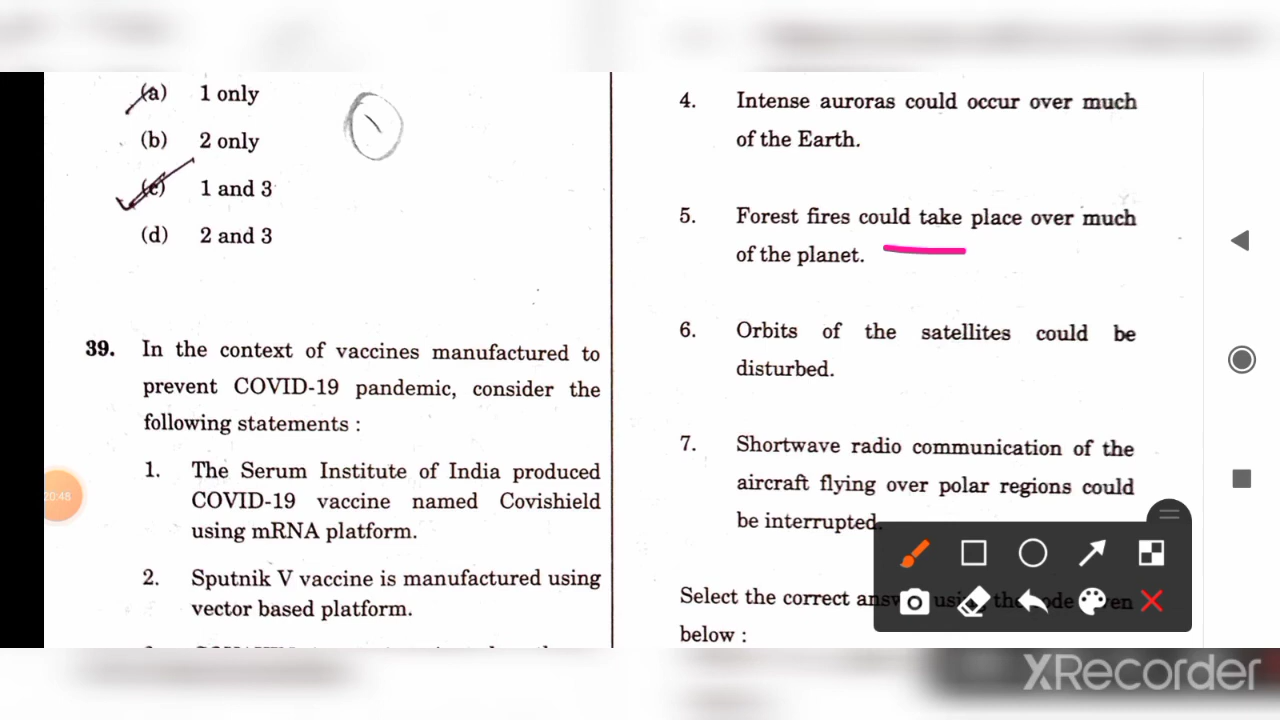 (a) 1 only
(b) 2 only
(c) 1 and 3
(d) 2 and 3
39. In the context of vaccines manufactured to
prevent COVID-19 pandemic, consider the
following statements :
1. The Serum Institute of India produced
COVID-19 vaccine named Covishield
using mRNA platform.
2. Sputnik V vaccine is manufactured using
vector based platform.
4. Intense auroras could occur over much
of the Earth.
5. Forest fires could take place over much
of the planet.
6. Orbits of the satellites could be
disturbed.
7. Shortwave radio communication of the
aircraft flying over polar regions could
be interrupted.
Select the correct
below :
20:48
XRecorder